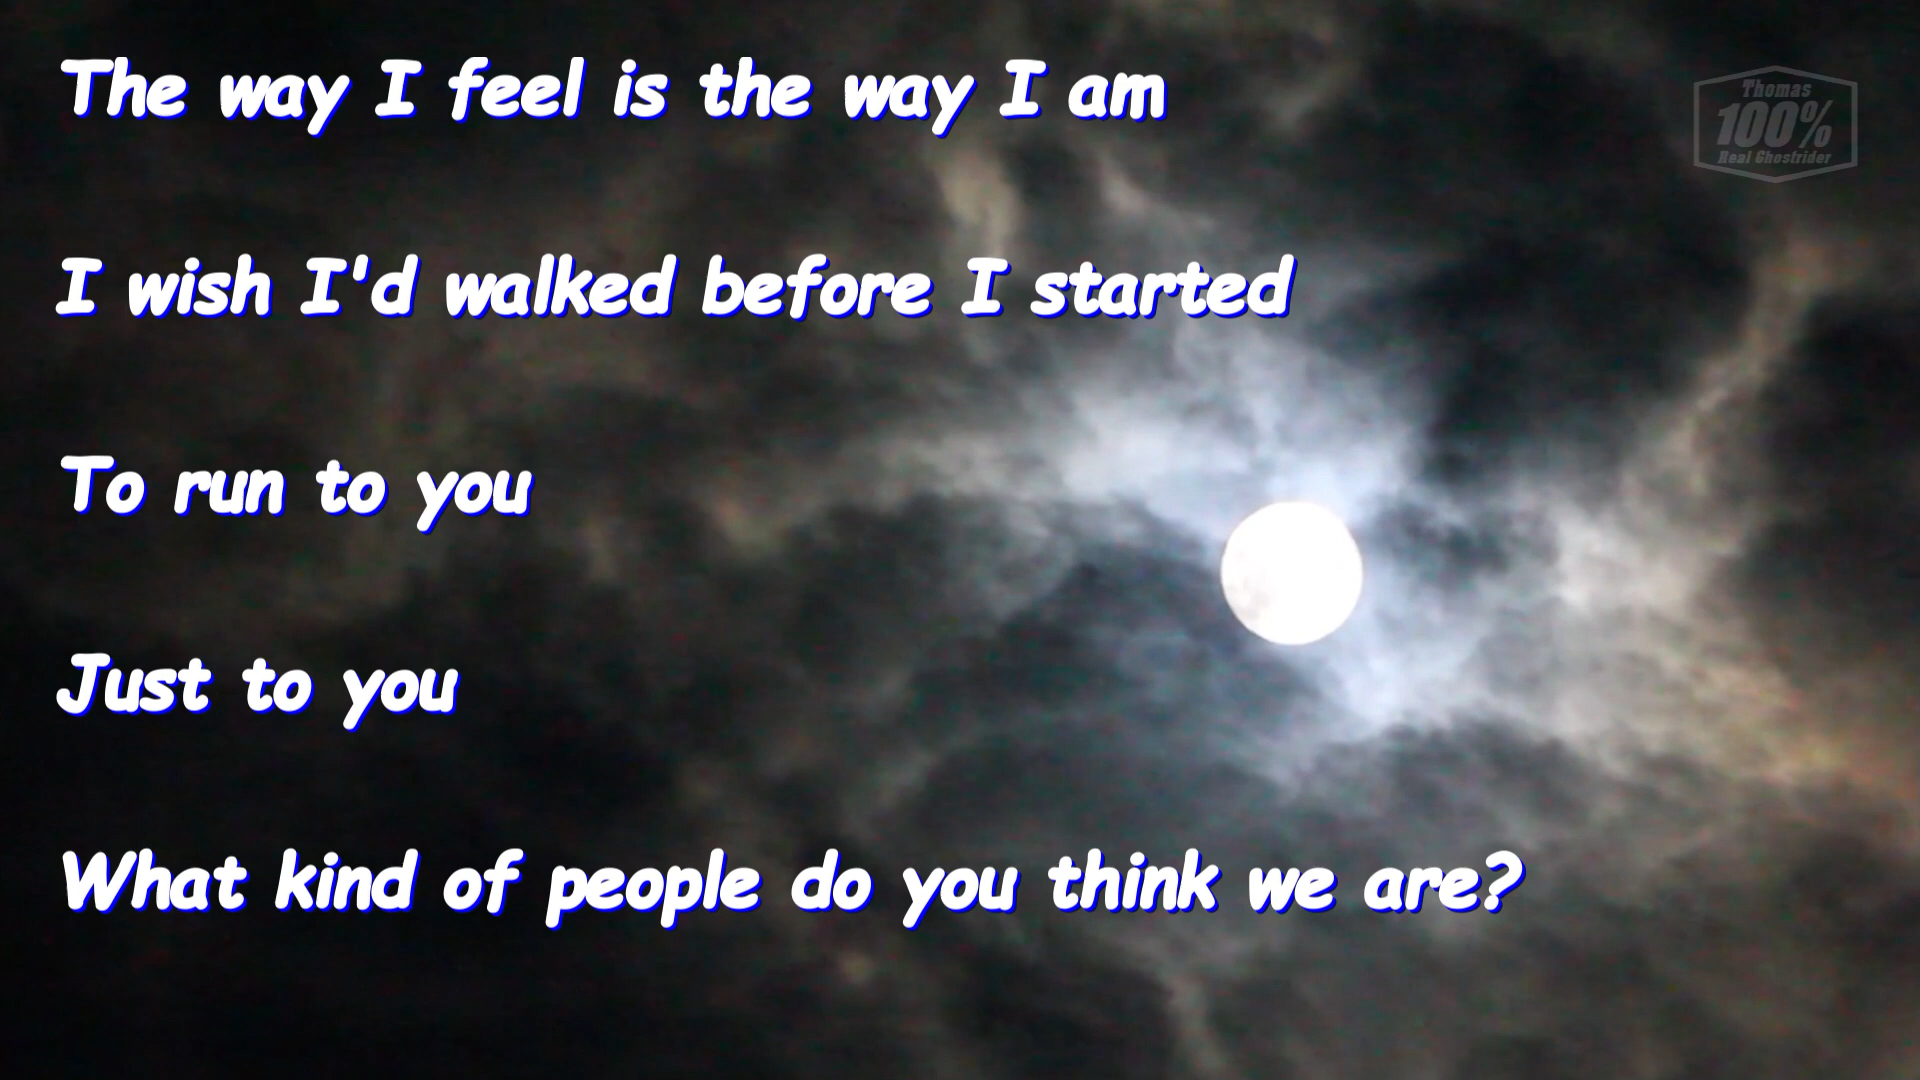 The way I feel is the way I am
I wish I'd walked before I started
To run to you
Just to you
What kind of people do you think we are?
Thomas
100%
Real Ghostrider